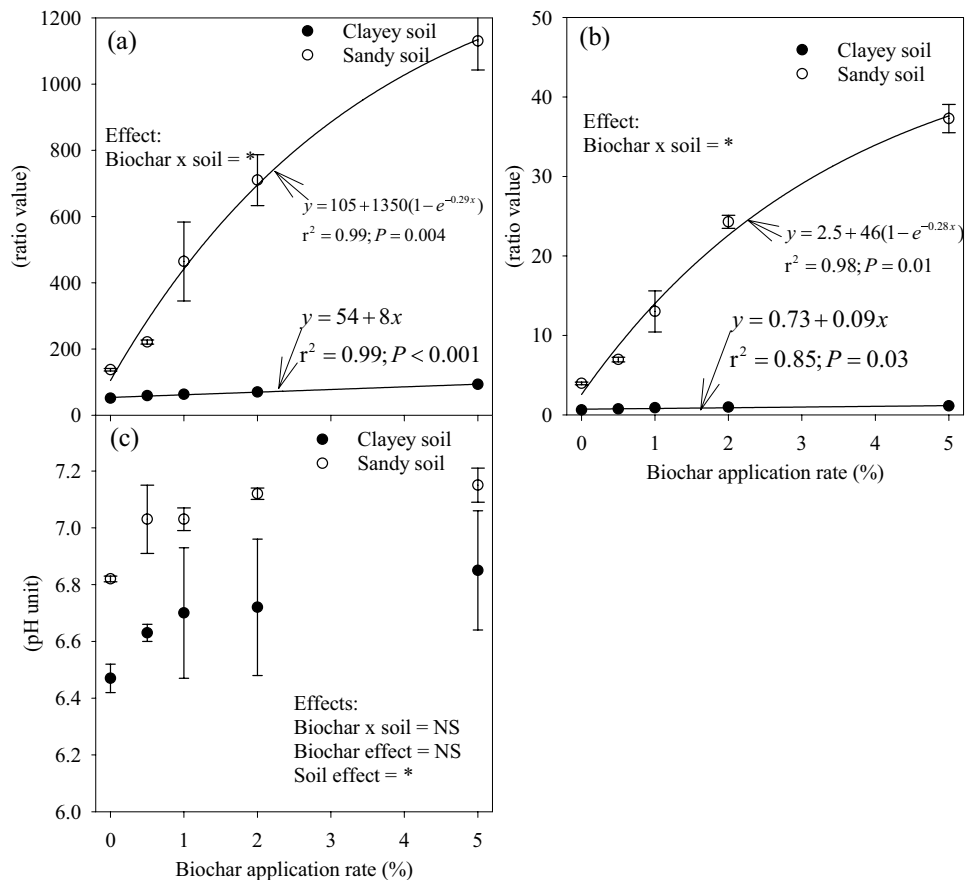 (a)
Clayey soil
Sandy soil
Effect:
Biochar x soil = *
y = 105 + 1350(1 − e^{−0.29x})
r² = 0.99; P = 0.004
y = 54 + 8x
r² = 0.99; P < 0.001
(ratio value)
1200
1000
800
600
400
200
0
(b)
Clayey soil
Sandy soil
Effect:
Biochar x soil = *
y = 2.5 + 46(1 − e^{−0.28x})
r² = 0.98; P = 0.01
y = 0.73 + 0.09x
r² = 0.85; P = 0.03
(ratio value)
50
40
30
20
10
0
0 1 2 3 4 5
Biochar application rate (%)
(c)
Clayey soil
Sandy soil
(pH unit)
7.2
7.0
6.8
6.6
6.4
6.2
6.0
Effects:
Biochar x soil = NS
Biochar effect = NS
Soil effect = *
0 1 2 3 4 5
Biochar application rate (%)